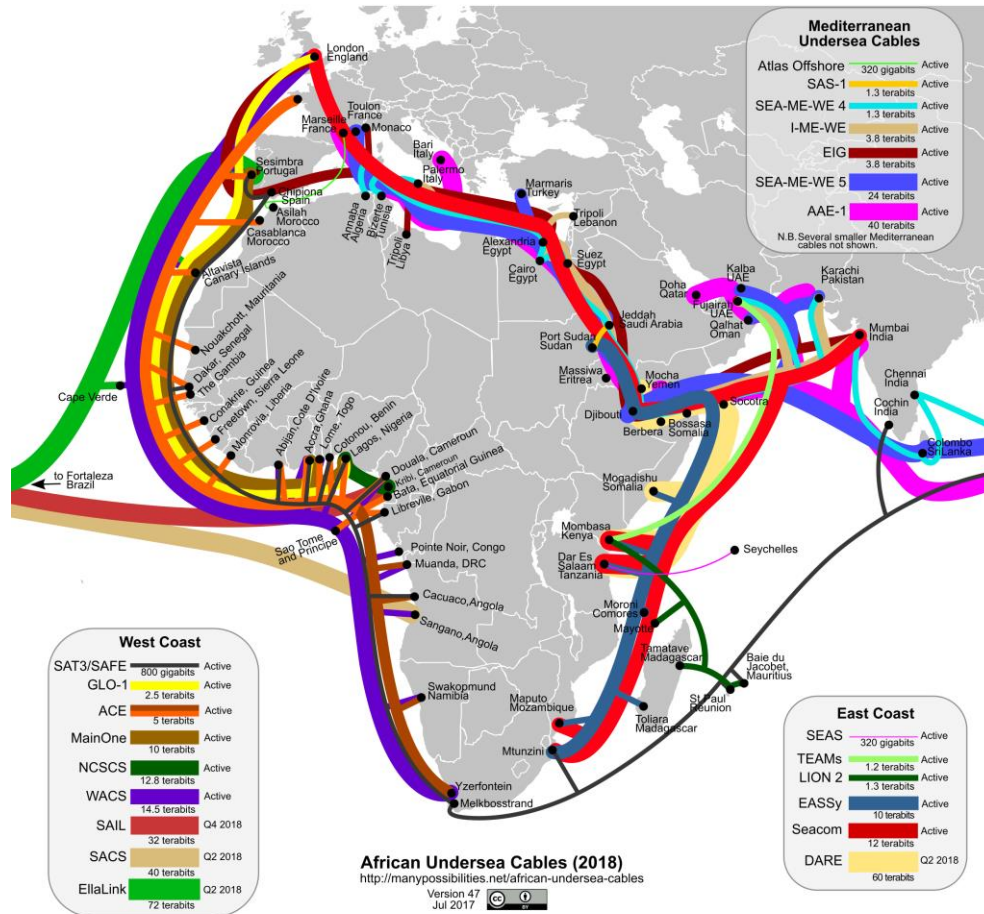 Mediterranean
Undersea Cables
Atlas Offshore
320 gigabits
Active
SAS-1
1.3 terabits
Active
SEA-ME-WE 4
1.3 terabits
Active
I-ME-WE
3.8 terabits
Active
EIG
3.8 terabits
Active
SEA-ME-WE 5
24 terabits
Active
AAE-1
40 terabits
Active
N.B. Several smaller Mediterranean
cables not shown.
London
England
Toulon
France
Marseille
France
Monaco
Bari
Italy
Palermo
Italy
Sesimbra
Portugal
Chipiona
Spain
Asilah
Morocco
Casablanca
Morocco
Annaba
Algeria
Bizerte
Tunisia
Tripoli
Libya
Marmaris
Turkey
Tripoli
Lebanon
Alexandria
Egypt
Cairo
Egypt
Suez
Egypt
Altavista
Canary Islands
Doha
Qatar
Kalba
UAE
Fujairah
UAE
Qalhat
Oman
Karachi
Pakistan
Mumbai
India
Chennai
India
Cochin
India
Colombo
Sri Lanka
Jeddah
Saudi Arabia
Port Sudan
Sudan
Massiwa
Eritrea
Mocha
Yemen
Djibouti
Berbera
Bossasa
Somalia
Socotra
Nouakchott, Mauritania
Dakar, Senegal
The Gambia
Cape Verde
Conakrie, Guinea
Freetown, Sierra Leone
Monrovia, Liberia
Abijan,Cote D'Ivoire
Accra,Ghana
Lome, Togo
Cotonou, Benin
Lagos, Nigeria
Douala, Cameroun
Kribi, Cameroun
Bata, Equatorial Guinea
Libreville, Gabon
to Fortaleza
Brazil
Sao Tome
and Principe
Pointe Noir, Congo
Muanda, DRC
Cacuaco,Angola
Sangano,Angola
Swakopmund
Namibia
Yzerfontein
Melkbosstrand
Mogadishu
Somalia
Mombasa
Kenya
Dar Es
Salaam
Tanzania
Seychelles
Moroni
Comores
Mayotte
Tamatave
Madagascar
Baie du
Jacobet,
Mauritius
St Paul
Reunion
Toliara
Madagascar
Maputo
Mozambique
Mtunzini
West Coast
SAT3/SAFE
800 gigabits
Active
GLO-1
2.5 terabits
Active
ACE
5 terabits
Active
MainOne
10 terabits
Active
NCSCS
12.8 terabits
Active
WACS
14.5 terabits
Active
SAIL
32 terabits
Q4 2018
SACS
40 terabits
Q2 2018
EllaLink
72 terabits
Q2 2018
East Coast
SEAS
320 gigabits
Active
TEAMs
1.2 terabits
Active
LION 2
1.3 terabits
Active
EASSy
10 terabits
Active
Seacom
12 terabits
Active
DARE
60 terabits
Q2 2018
African Undersea Cables (2018)
http://manypossibilities.net/african-undersea-cables
Version 47
Jul 2017
cc BY